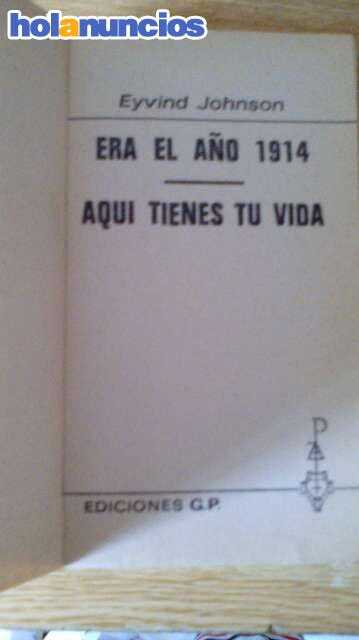 holanuncios
Eyvind Johnson
ERA EL AÑO 1914
AQUI TIENES TU VIDA
EDICIONES G.P.